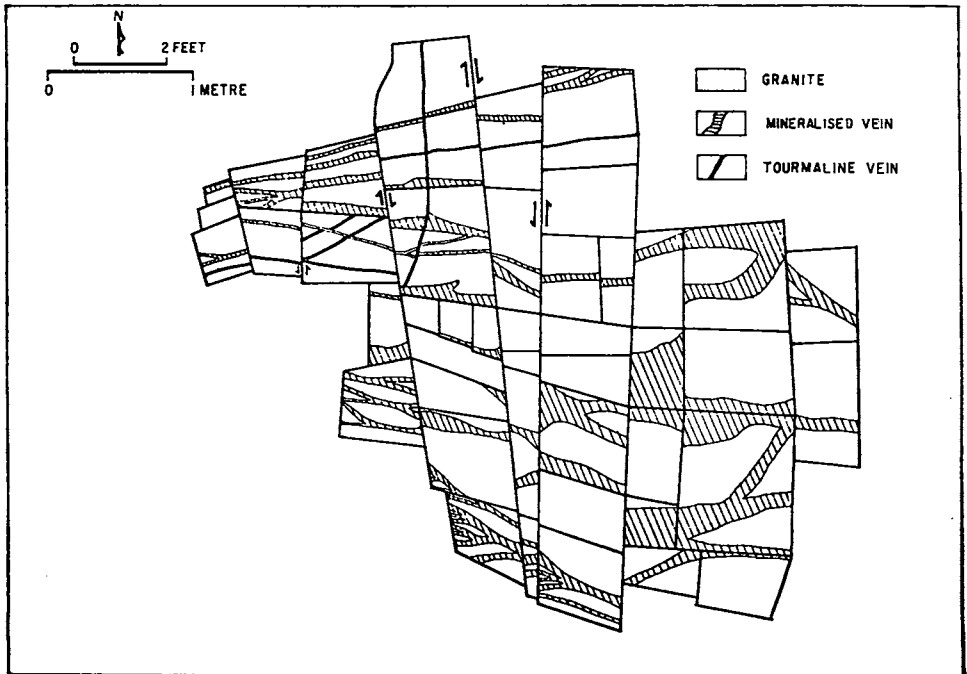 N
0 2 FEET
0 1 METRE
GRANITE
MINERALISED VEIN
TOURMALINE VEIN